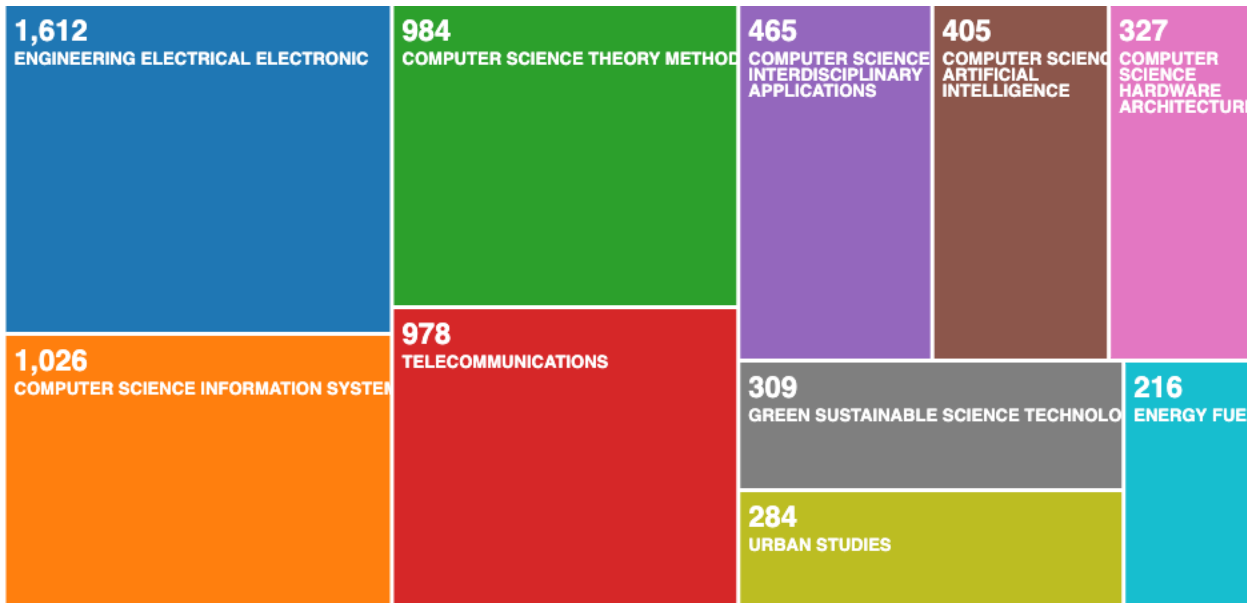 1,612
ENGINEERING ELECTRICAL ELECTRONIC
984
COMPUTER SCIENCE THEORY METHOD
465
COMPUTER SCIENCE
INTERDISCIPLINARY
APPLICATIONS
405
COMPUTER SCIENC
ARTIFICIAL
INTELLIGENCE
327
COMPUTER
SCIENCE
HARDWARE
ARCHITECTUR
1,026
COMPUTER SCIENCE INFORMATION SYSTEM
978
TELECOMMUNICATIONS
309
GREEN SUSTAINABLE SCIENCE TECHNOLO
216
ENERGY FUE
284
URBAN STUDIES